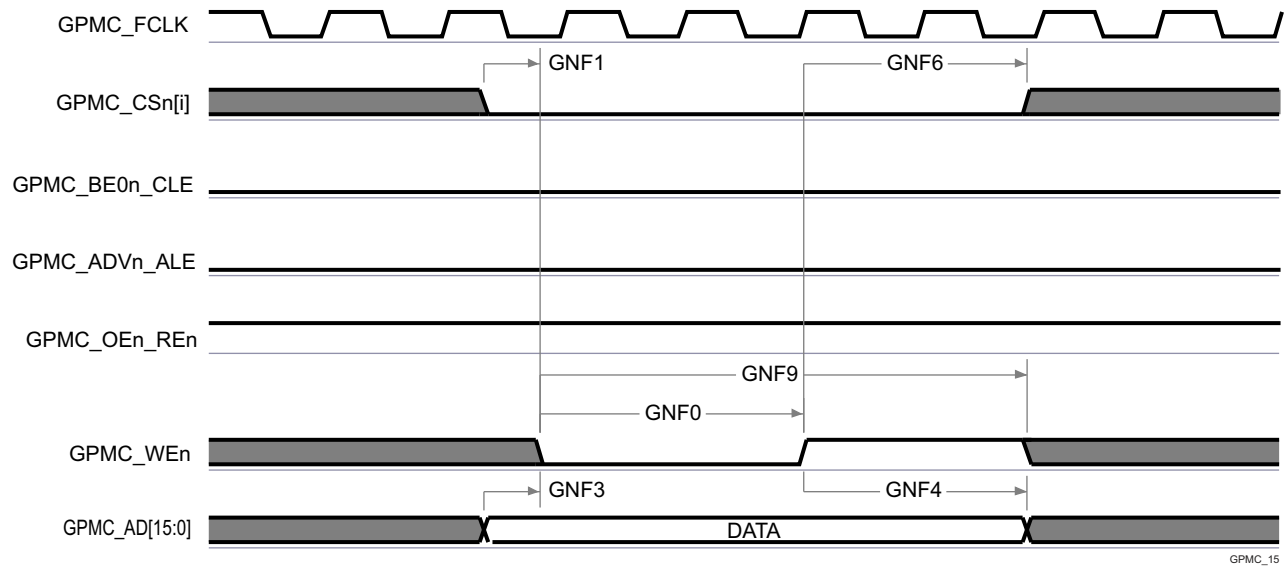 GPMC_FCLK
GNF1
GNF6
GPMC_CSn[i]
GPMC_BE0n_CLE
GPMC_ADVn_ALE
GPMC_OEn_REn
GNF9
GNF0
GPMC_WEn
GNF3
GNF4
GPMC_AD[15:0]
DATA
GPMC_15